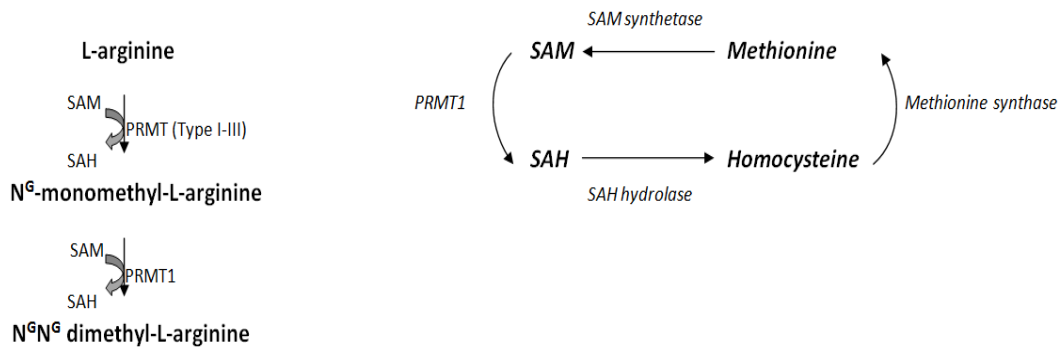 L-arginine
SAM
PRMT (Type I-III)
SAH
Nᴳ-monomethyl-L-arginine
SAM
PRMT1
SAH
NᴳNᴳ dimethyl-L-arginine
SAM synthetase
SAM
Methionine
PRMT1
Methionine synthase
SAH
Homocysteine
SAH hydrolase